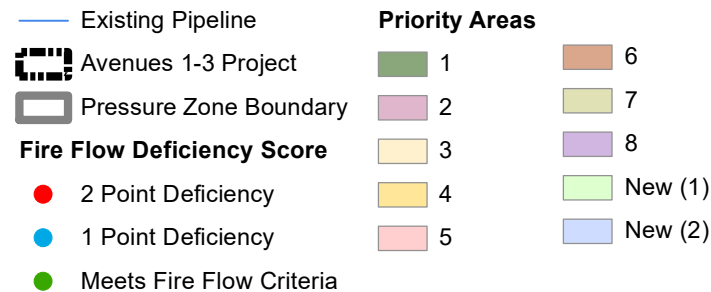 Existing Pipeline
Avenues 1-3 Project
Pressure Zone Boundary
Fire Flow Deficiency Score
2 Point Deficiency
1 Point Deficiency
Meets Fire Flow Criteria
Priority Areas
1
2
3
4
5
6
7
8
New (1)
New (2)